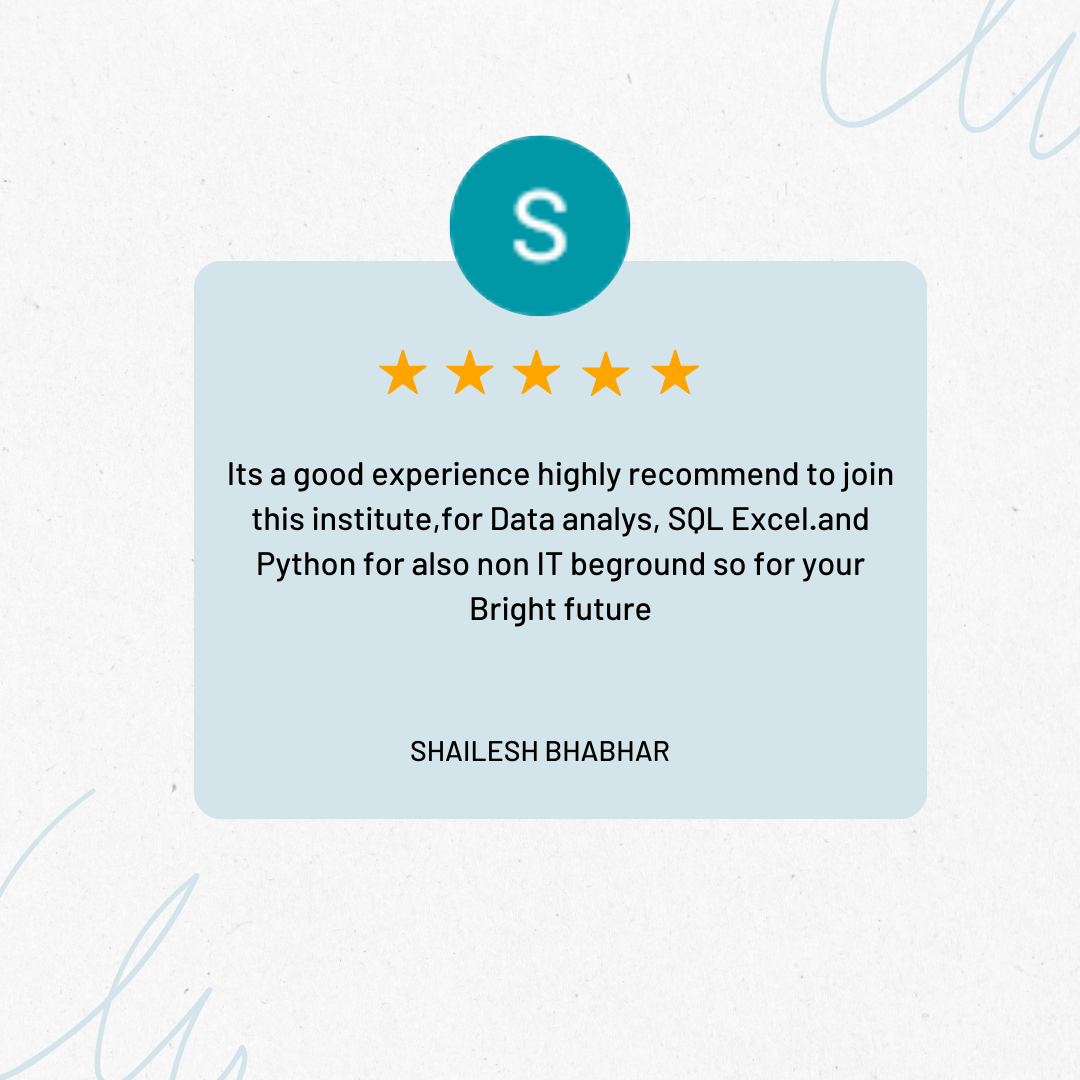 S
Its a good experience highly recommend to join
this institute,for Data analys, SQL Excel.and
Python for also non IT beground so for your
Bright future
SHAILESH BHABHAR